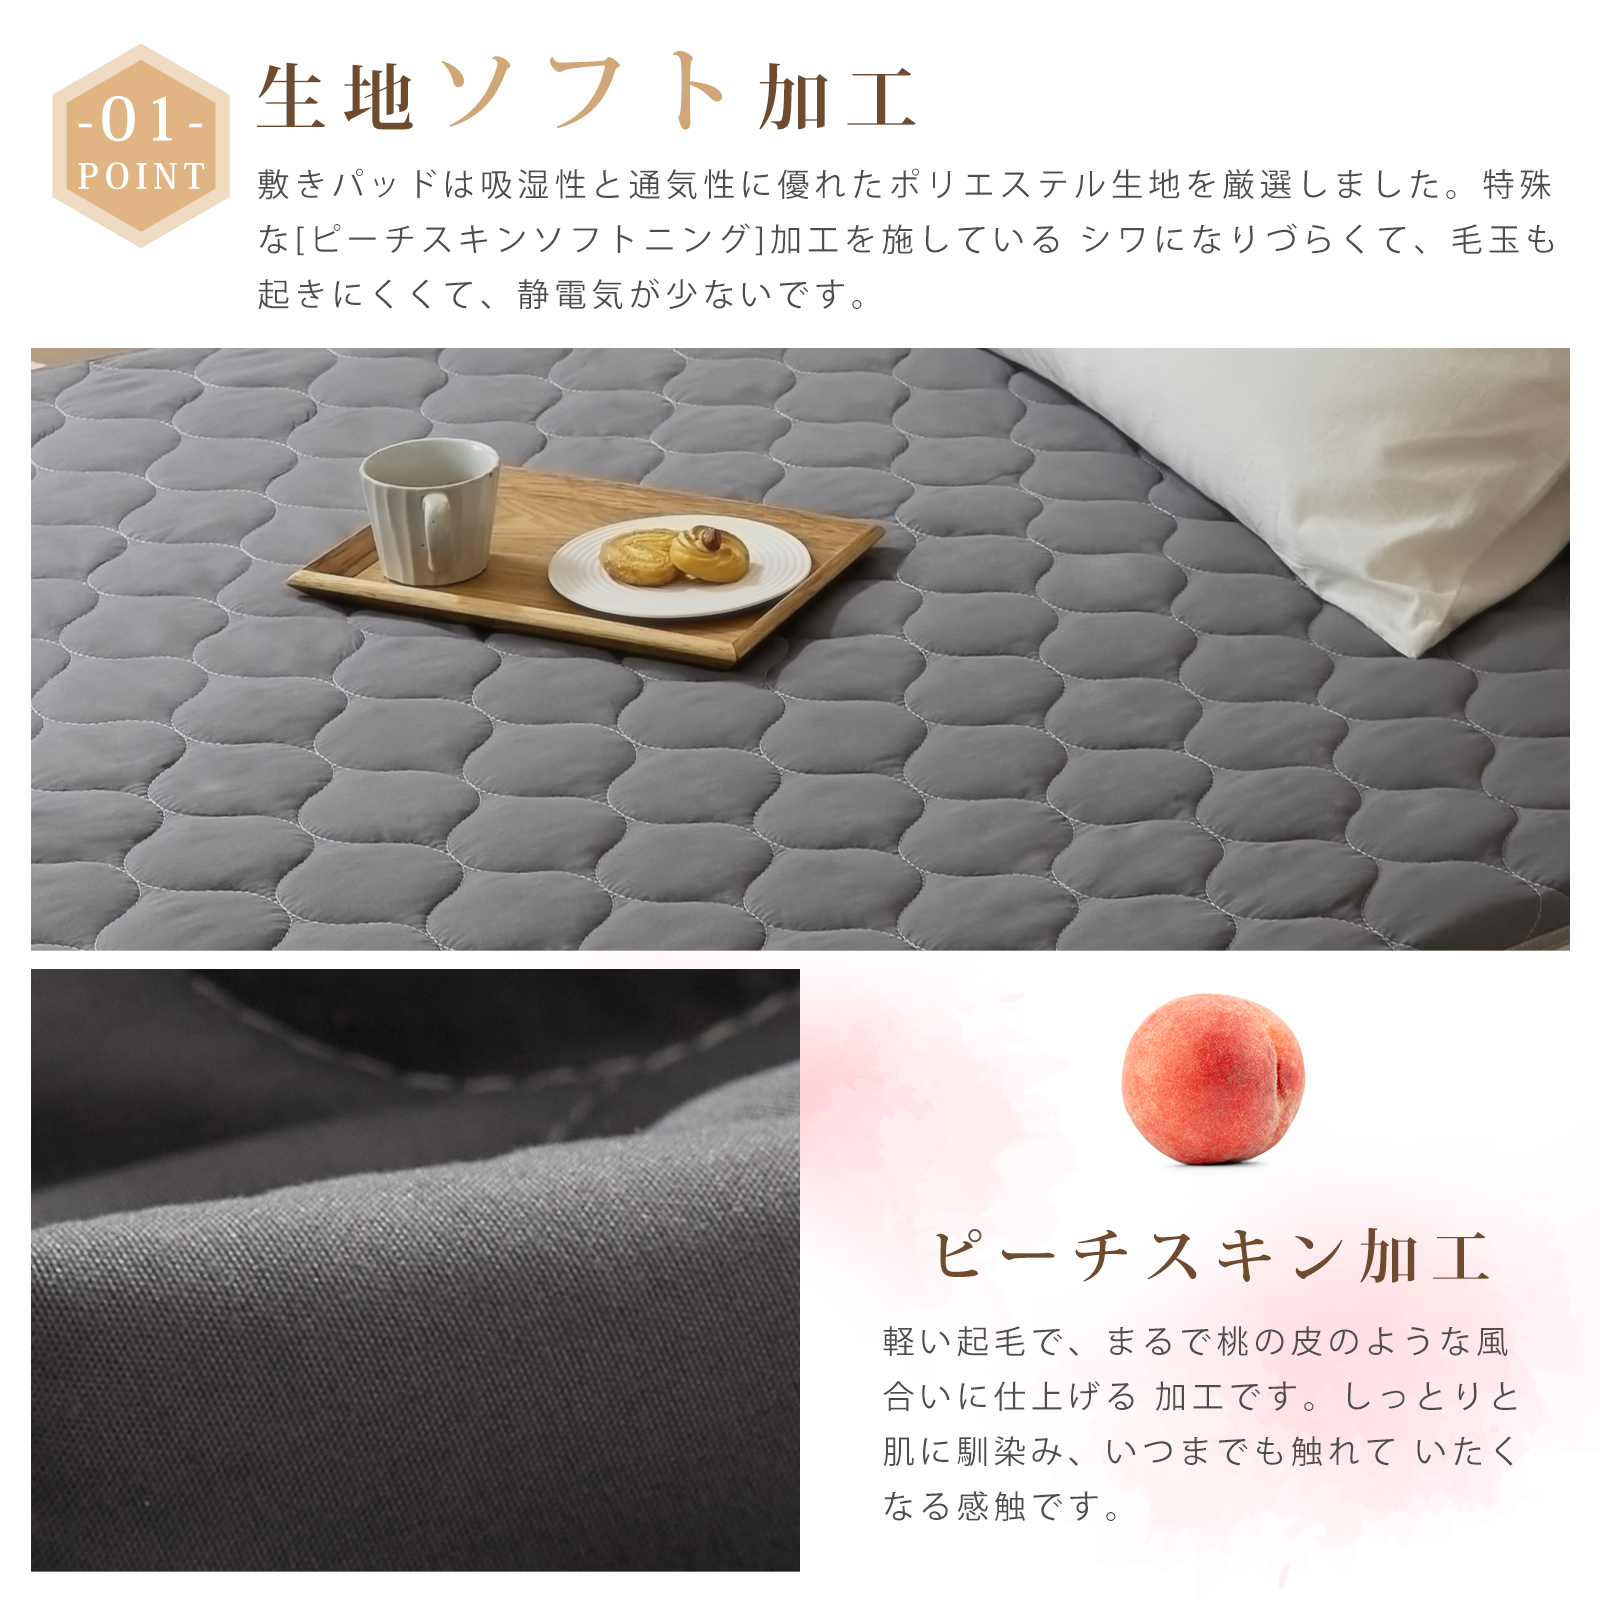 -01-
POINT
生地ソフト加工
敷きパッドは吸湿性と通気性に優れたポリエステル生地を厳選しました。特殊
な[ピーチスキンソフトニング]加工を施している シワになりづらくて、毛玉も
起きにくくて、静電気が少ないです。
ピーチスキン加工
軽い起毛で、まるで桃の皮のような風
合いに仕上げる 加工です。しっとりと
肌に馴染み、いつまでも触れて いたく
なる感触です。